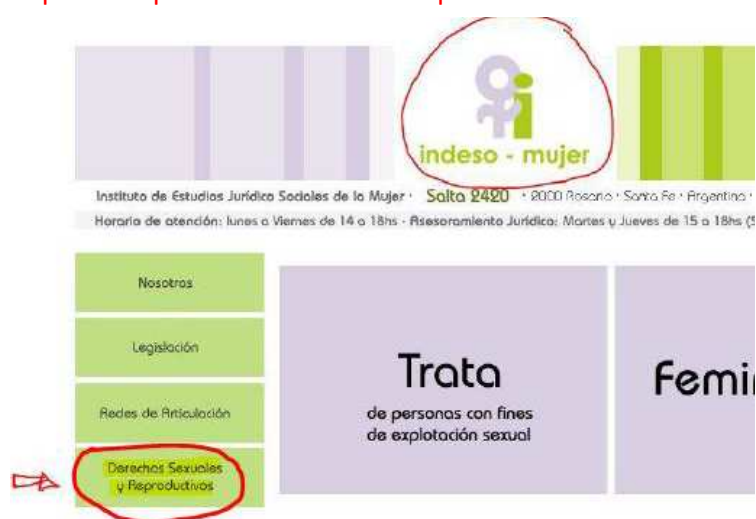 indeso - mujer
Instituto de Estudios Jurídico Sociales de la Mujer · Salta 2420 · 2000 Rosario · Santa Fe · Argentina ·
Horario de atención: lunes a Viernes de 14 a 18hs - Asesoramiento Jurídico: Martes y Jueves de 15 a 18hs (S
Nosotras
Legislación
Redes de Articulación
Derechos Sexuales
y Reproductivos
Trata
de personas con fines
de explotación sexual
Femi